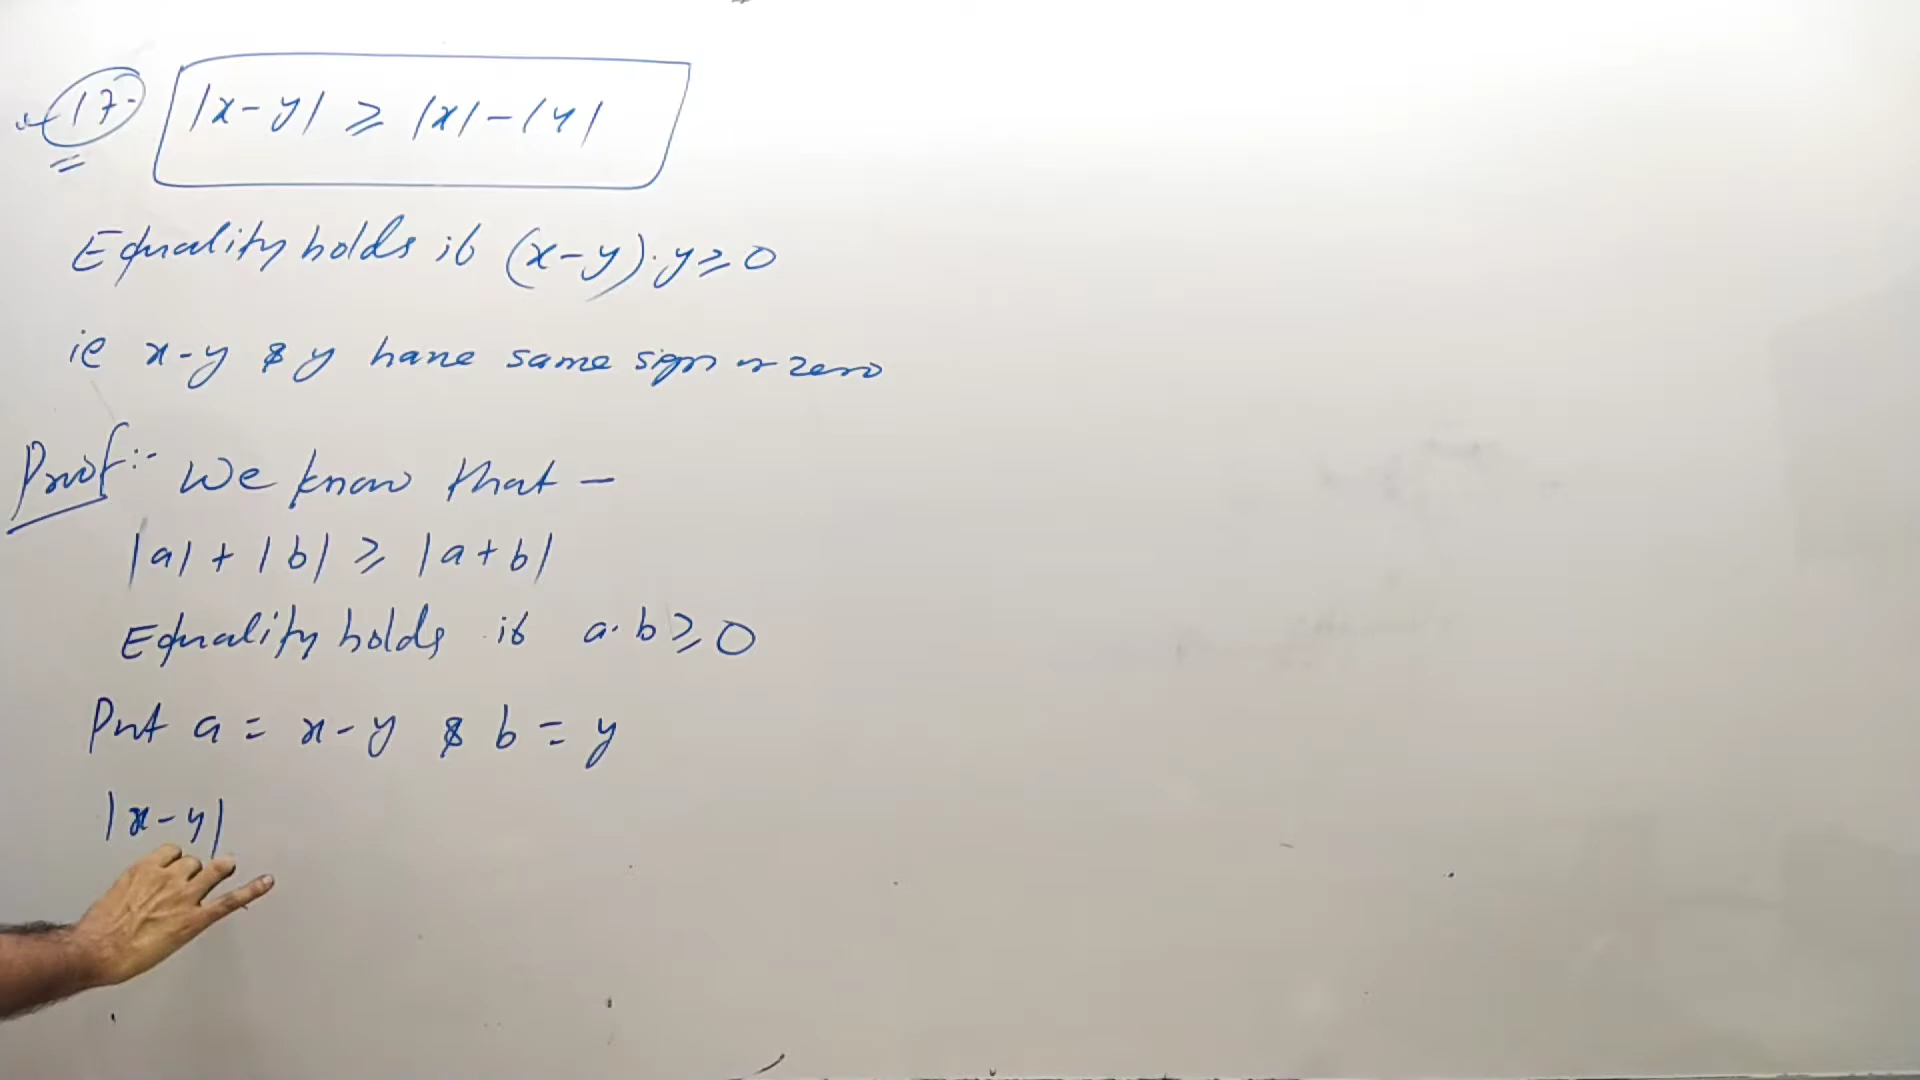 17. |x-y| ≥ |x|-|y|
Equality holds if (x-y).y≥0
ie x-y & y have same sign or zero
Proof:- We know that -
|a| + |b| ≥ |a+b|
Equality holds if a.b≥0
Put a = x-y & b = y
|x-y|